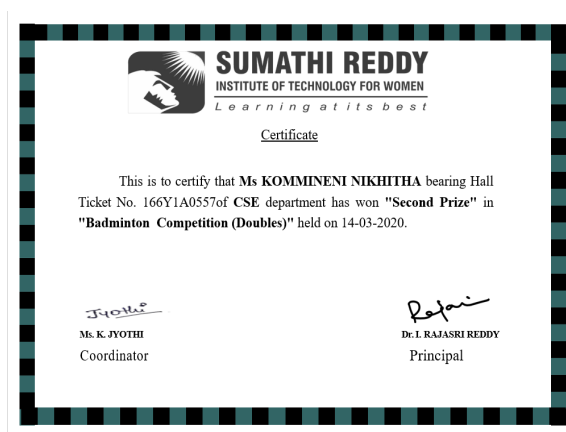 SUMATHI REDDY
INSTITUTE OF TECHNOLOGY FOR WOMEN
Learning at its best
Certificate
This is to certify that Ms KOMMINENI NIKHITHA bearing Hall
Ticket No. 166Y1A0557of CSE department has won "Second Prize" in
"Badminton Competition (Doubles)" held on 14-03-2020.
Jyothi
Rajasri
Ms. K. JYOTHI
Dr. I. RAJASRI REDDY
Coordinator
Principal